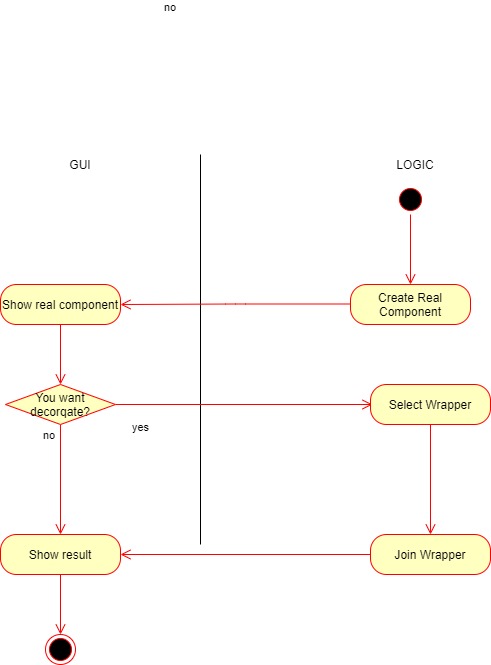 no
GUI
LOGIC
Show real component
Create Real
Component
You want
decorqate?
Select Wrapper
yes
no
Show result
Join Wrapper